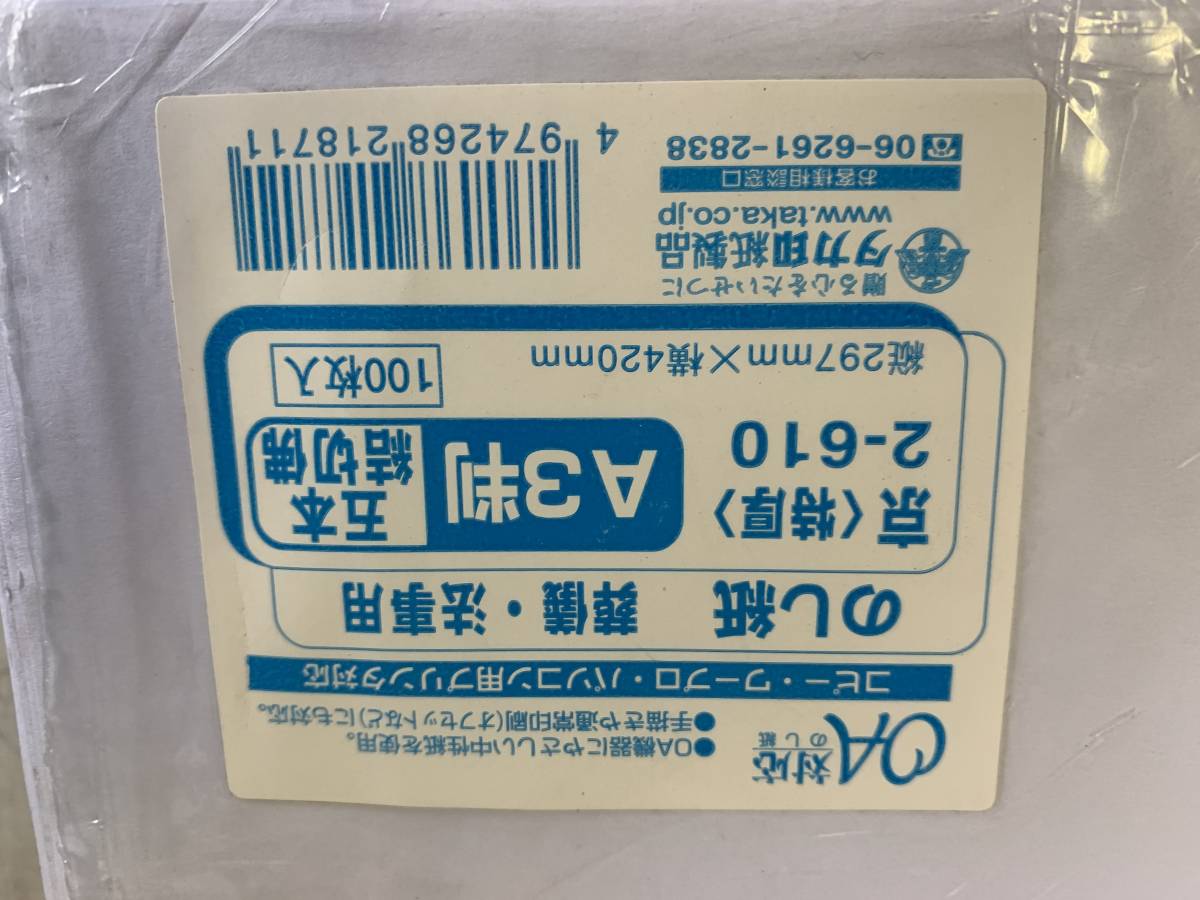 OA対応
のし紙
●OA機器にやさしい中性紙を使用。
●手描きや通常印刷(オフセットなど)にも対応。
コピー・ワープロ・パソコン用プリンタ対応
のし紙 葬儀・法事用
京〈特厚〉
2-610
A3判
五本
結切佛
縦297mm×横420mm
100枚入
贈る心をたいせつに
タカ印紙製品
www.taka.co.jp
お客様相談窓口
06-6261-2838
4 974268 218711